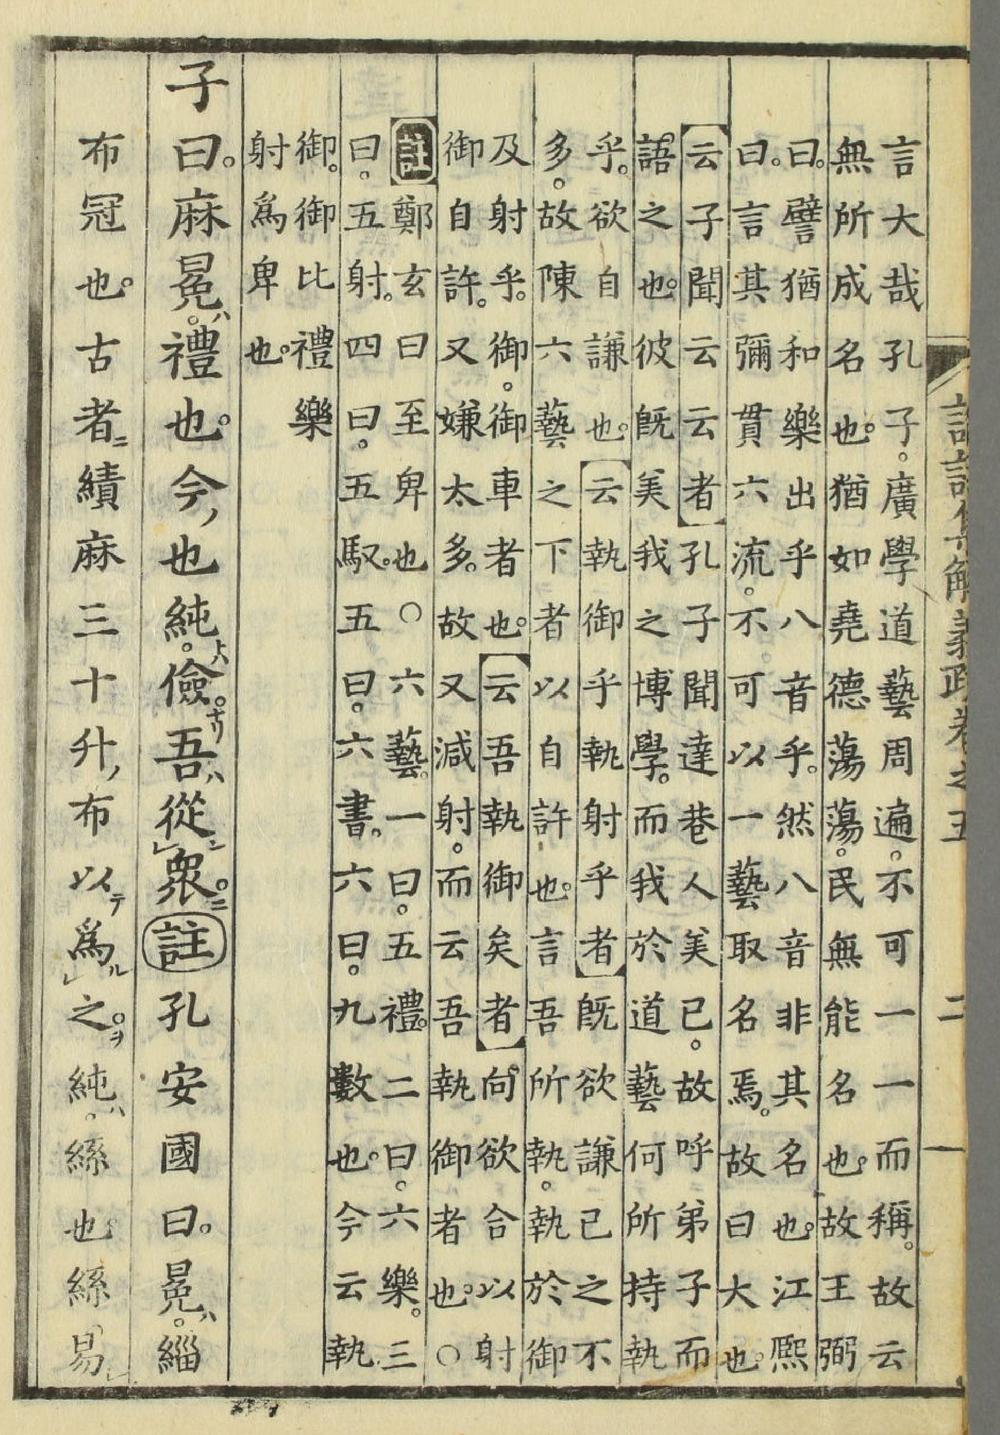 論語集解義疏卷之五 二
言大哉孔子。廣學道藝周遍。不可一一而稱。故云
無所成名也。猶如堯德蕩蕩。民無能名也。故王弼
曰。譬猶和樂出乎八音乎。然八音非其名也。江熙
曰。言其彌貫六流。不可以一藝取名焉。故曰大也。
云子聞云云者 孔子聞達巷人美已。故呼弟子而
語之也。彼既美我之博學。而我於道藝何所持執
乎。欲自謙也。云執御乎執射乎者 既欲謙己之不
多。故陳六藝之下者以自許也。言吾所執。執於御
及射乎。御。御車者也。云吾執御矣者 向欲合以射
御自許。又嫌太多。故又減射。而云吾執御者也。○
註 鄭玄曰至卑也○六藝。一曰。五禮。二曰。六樂。三
曰。五射。四曰。五馭。五曰。六書。六曰。九數也。今云執
御。御比禮樂
射爲卑也。
子曰。麻冕。禮也。今也純。儉。吾從衆。註 孔安國曰。冕。緇
布冠也。古者績麻三十升布以爲之。純。絲也。絲易